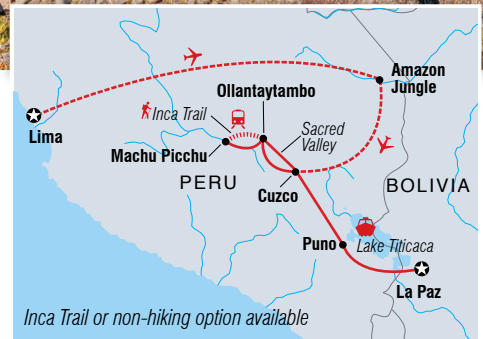 Amazon
Jungle
Ollantaytambo
Inca Trail
Lima
Sacred
Valley
Machu Picchu
PERU
BOLIVIA
Cuzco
Puno
Lake Titicaca
La Paz
Inca Trail or non-hiking option available